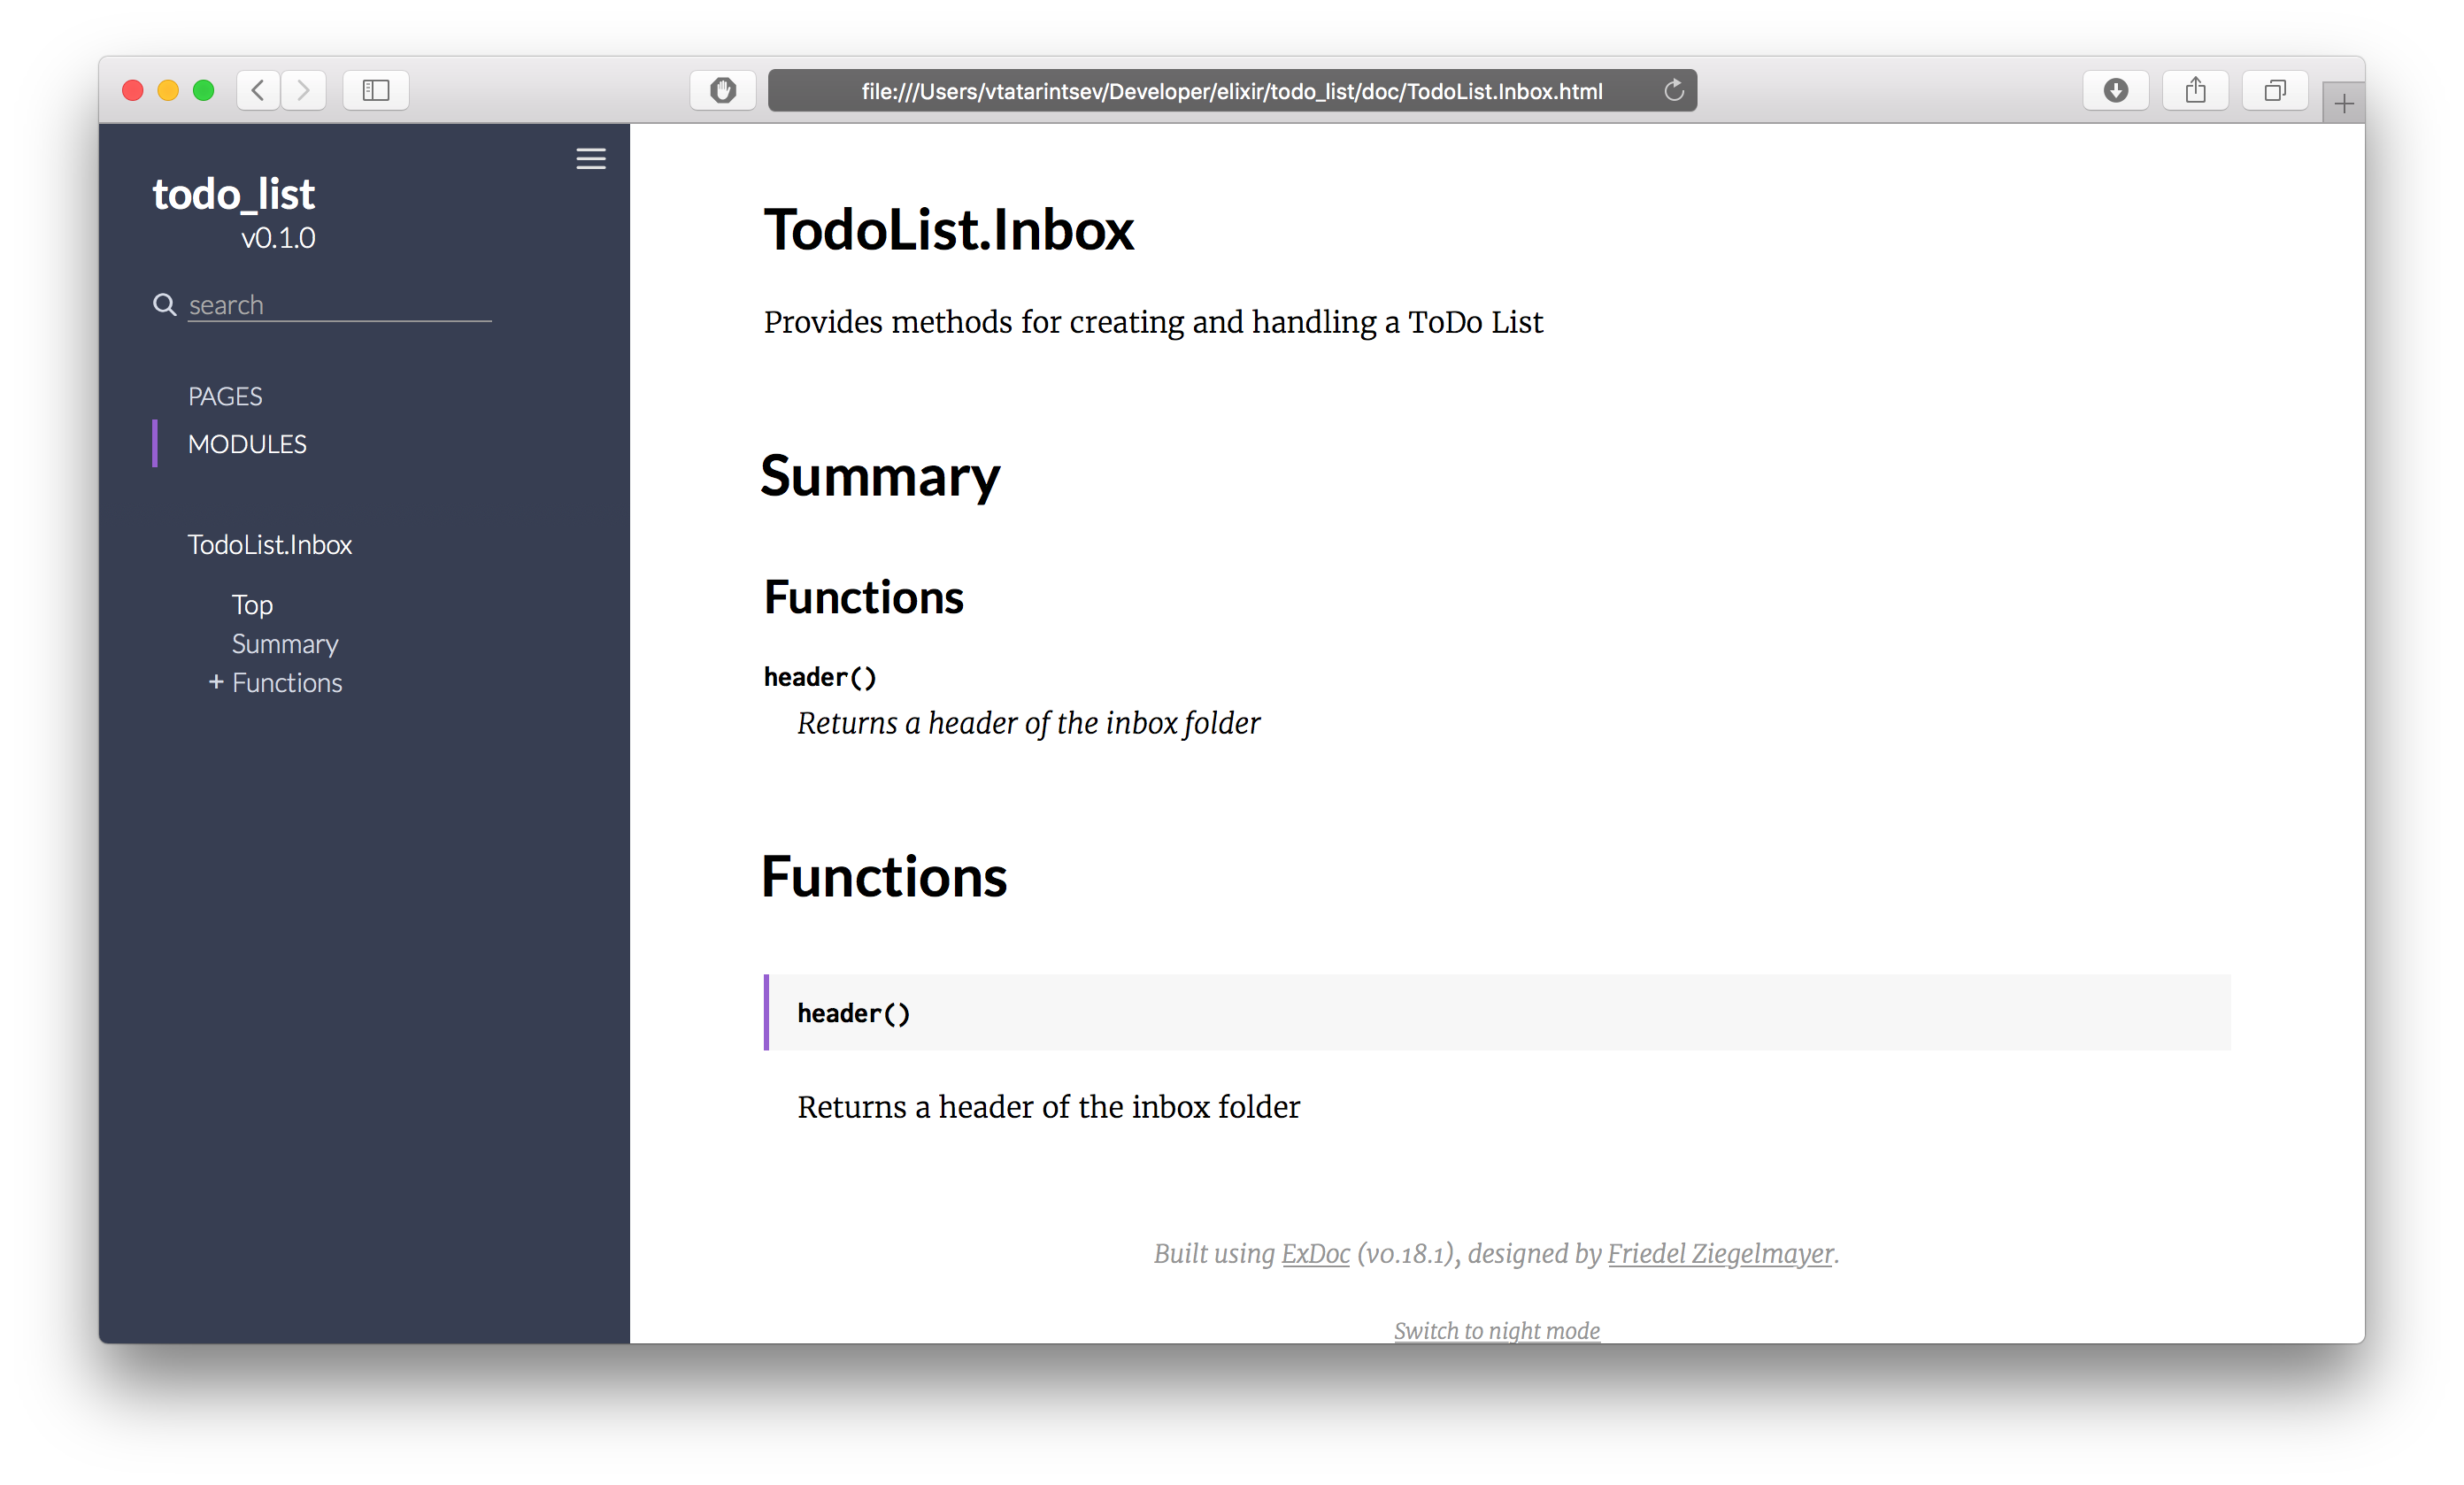 file:///Users/vtatarintsev/Developer/elixir/todo_list/doc/TodoList.Inbox.html
todo_list
v0.1.0
search
PAGES
MODULES
TodoList.Inbox
Top
Summary
+ Functions
TodoList.Inbox
Provides methods for creating and handling a ToDo List
Summary
Functions
header()
Returns a header of the inbox folder
Functions
header()
Returns a header of the inbox folder
Built using ExDoc (v0.18.1), designed by Friedel Ziegelmayer.
Switch to night mode